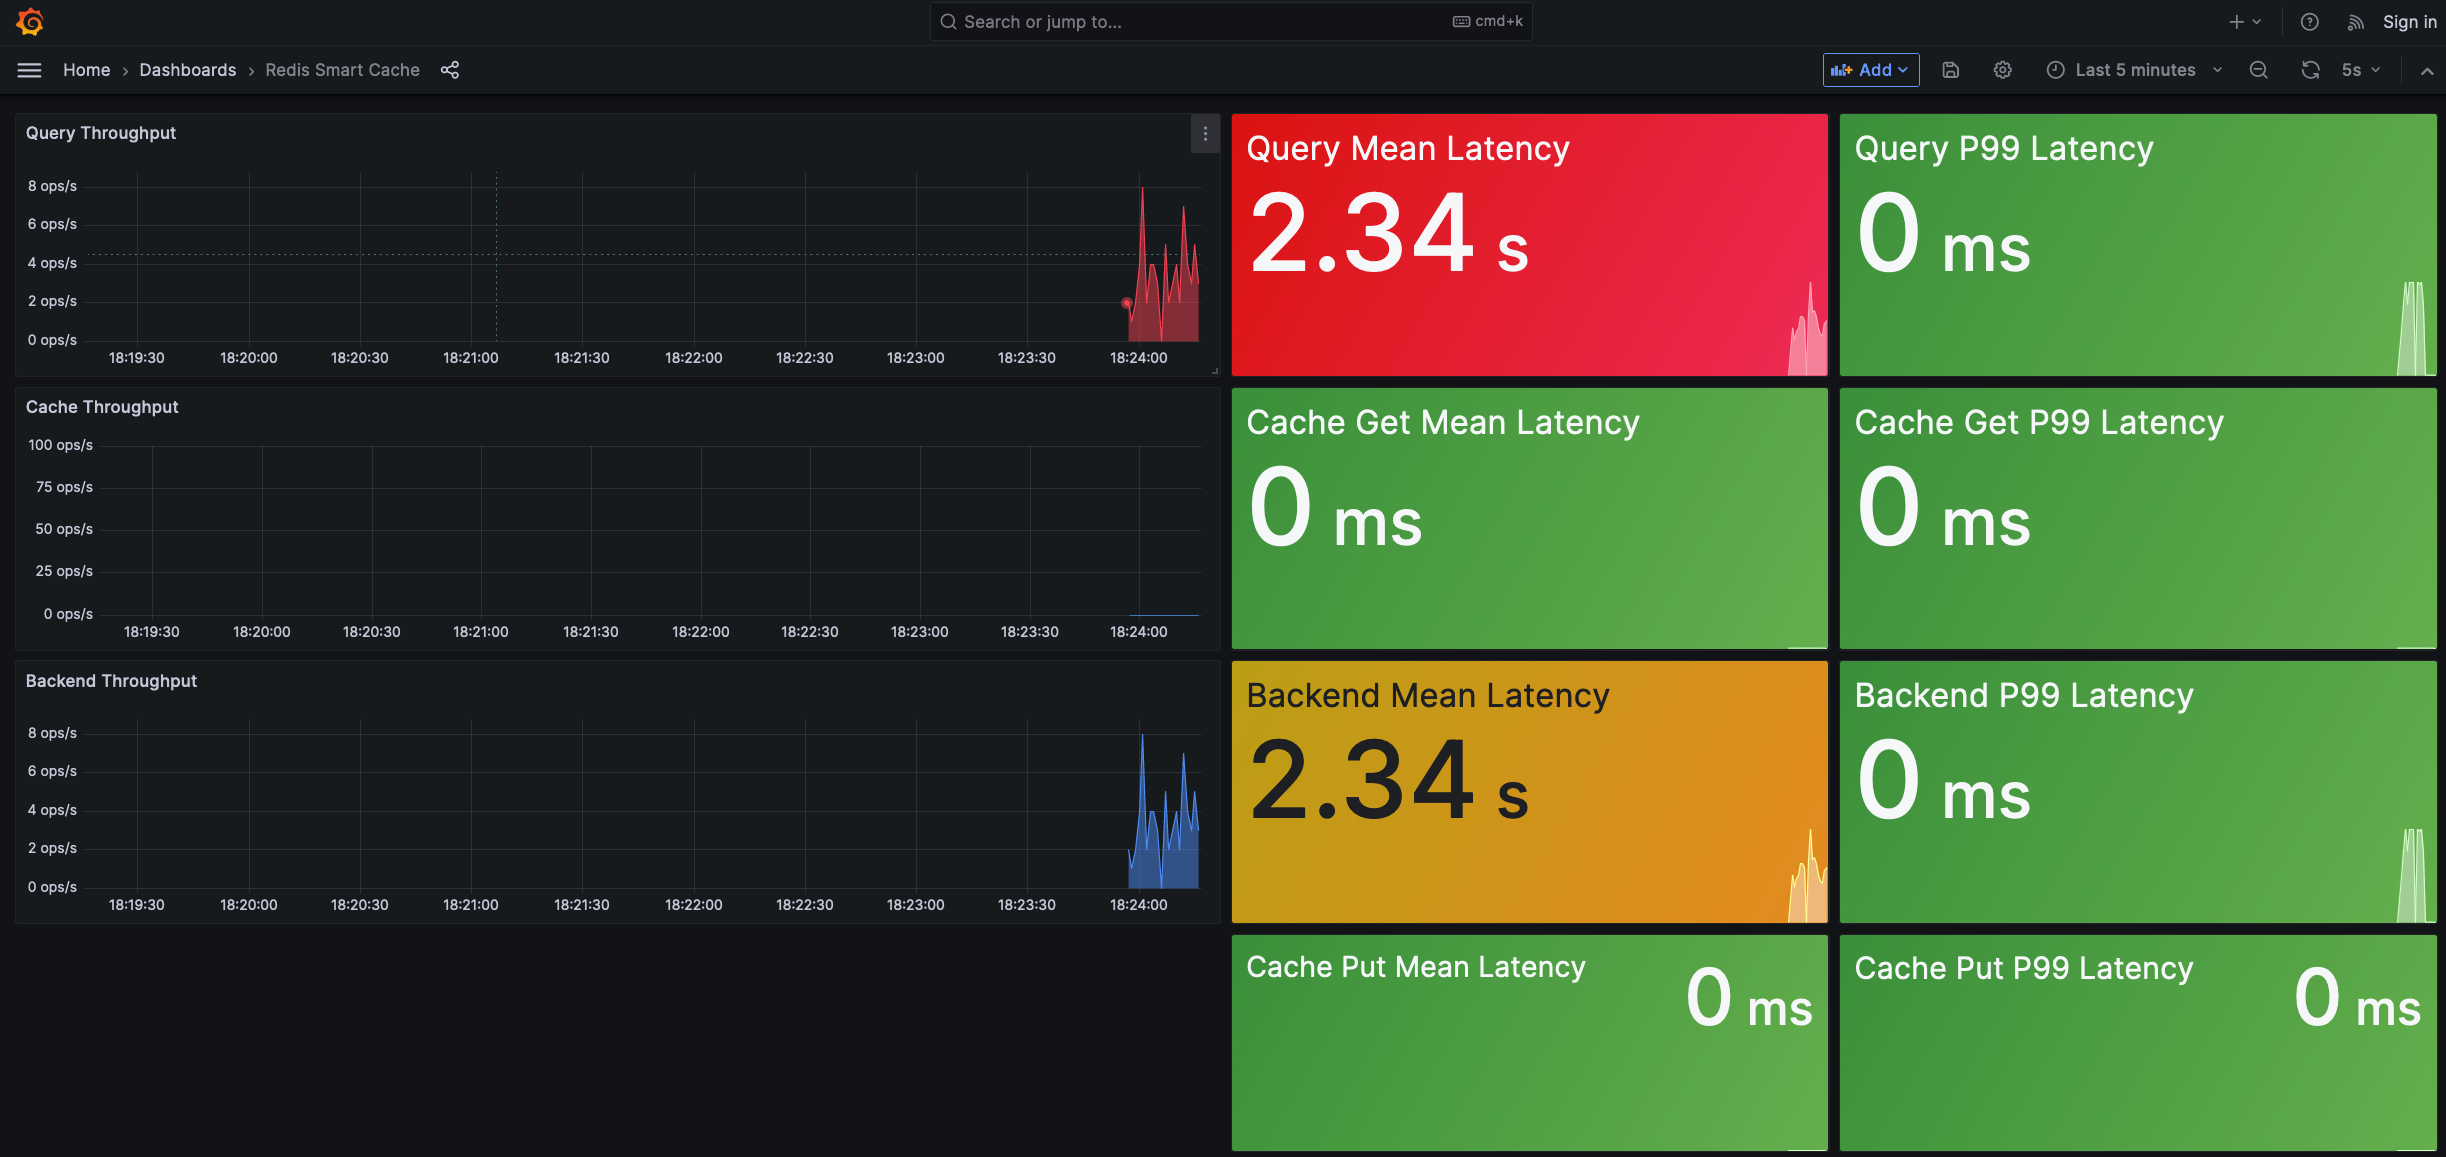 Search or jump to...
cmd+k
Sign in
Home › Dashboards › Redis Smart Cache
Add
Last 5 minutes
5s
Query Throughput
8 ops/s
6 ops/s
4 ops/s
2 ops/s
0 ops/s
18:19:30 18:20:00 18:20:30 18:21:00 18:21:30 18:22:00 18:22:30 18:23:00 18:23:30 18:24:00
Query Mean Latency
2.34 s
Query P99 Latency
0 ms
Cache Throughput
100 ops/s
75 ops/s
50 ops/s
25 ops/s
0 ops/s
18:19:30 18:20:00 18:20:30 18:21:00 18:21:30 18:22:00 18:22:30 18:23:00 18:23:30 18:24:00
Cache Get Mean Latency
0 ms
Cache Get P99 Latency
0 ms
Backend Throughput
8 ops/s
6 ops/s
4 ops/s
2 ops/s
0 ops/s
18:19:30 18:20:00 18:20:30 18:21:00 18:21:30 18:22:00 18:22:30 18:23:00 18:23:30 18:24:00
Backend Mean Latency
2.34 s
Backend P99 Latency
0 ms
Cache Put Mean Latency
0 ms
Cache Put P99 Latency
0 ms